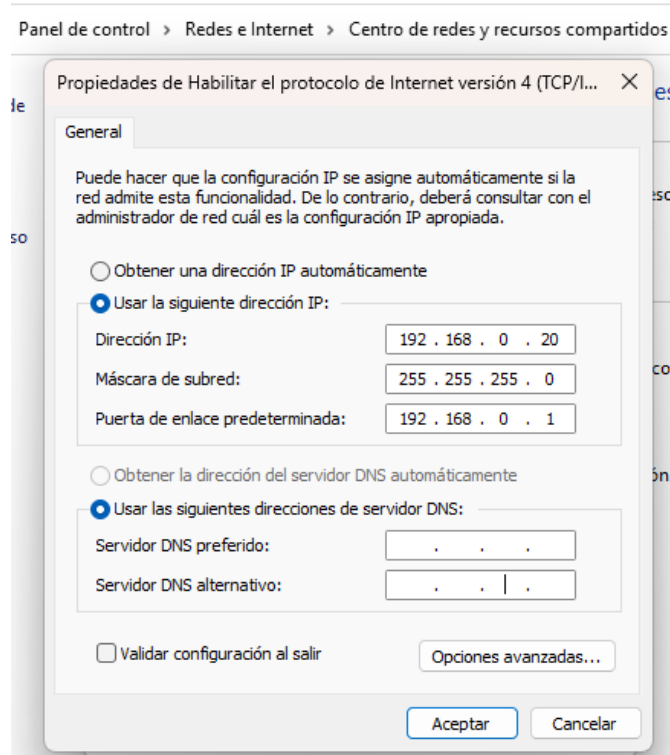 Panel de control > Redes e Internet > Centro de redes y recursos compartidos
Propiedades de Habilitar el protocolo de Internet versión 4 (TCP/I...
es
de
General
Puede hacer que la configuración IP se asigne automáticamente si la
red admite esta funcionalidad. De lo contrario, deberá consultar con el
administrador de red cuál es la configuración IP apropiada.
so
Obtener una dirección IP automáticamente
Usar la siguiente dirección IP:
Dirección IP: 192 . 168 . 0 . 20
Máscara de subred: 255 . 255 . 255 . 0
co
Puerta de enlace predeterminada: 192 . 168 . 0 . 1
Obtener la dirección del servidor DNS automáticamente
ón
Usar las siguientes direcciones de servidor DNS:
Servidor DNS preferido: . . .
Servidor DNS alternativo: . . .
Validar configuración al salir
Opciones avanzadas...
Aceptar Cancelar